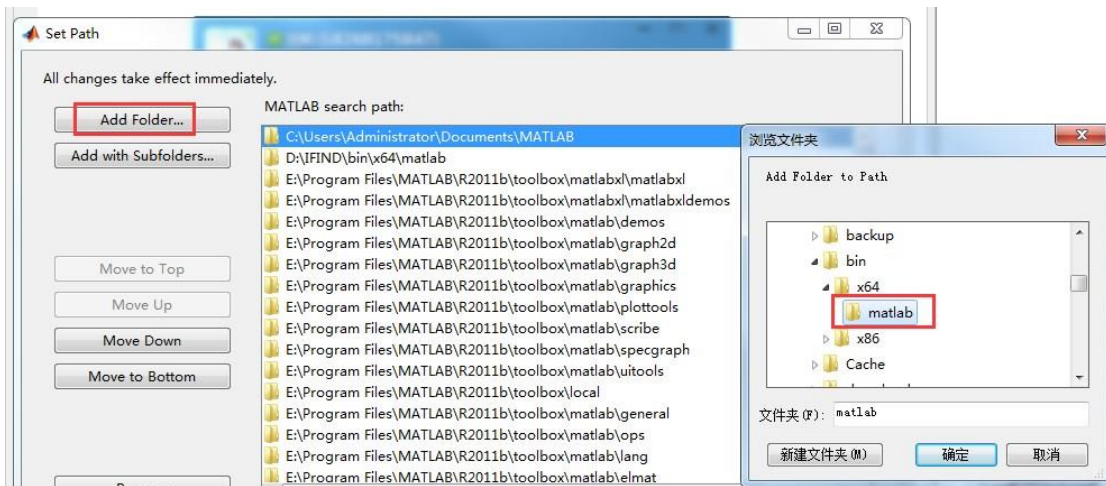 Set Path
All changes take effect immediately.
Add Folder...
Add with Subfolders...
Move to Top
Move Up
Move Down
Move to Bottom
MATLAB search path:
C:\Users\Administrator\Documents\MATLAB
D:\IFIND\bin\x64\matlab
E:\Program Files\MATLAB\R2011b\toolbox\matlabxl\matlabxl
E:\Program Files\MATLAB\R2011b\toolbox\matlabxl\matlabxldemos
E:\Program Files\MATLAB\R2011b\toolbox\matlab\demos
E:\Program Files\MATLAB\R2011b\toolbox\matlab\graph2d
E:\Program Files\MATLAB\R2011b\toolbox\matlab\graph3d
E:\Program Files\MATLAB\R2011b\toolbox\matlab\graphics
E:\Program Files\MATLAB\R2011b\toolbox\matlab\plottools
E:\Program Files\MATLAB\R2011b\toolbox\matlab\scribe
E:\Program Files\MATLAB\R2011b\toolbox\matlab\specgraph
E:\Program Files\MATLAB\R2011b\toolbox\matlab\uitools
E:\Program Files\MATLAB\R2011b\toolbox\local
E:\Program Files\MATLAB\R2011b\toolbox\matlab\general
E:\Program Files\MATLAB\R2011b\toolbox\matlab\ops
E:\Program Files\MATLAB\R2011b\toolbox\matlab\lang
E:\Program Files\MATLAB\R2011b\toolbox\matlab\elmat
浏览文件夹
Add Folder to Path
backup
bin
x64
matlab
x86
Cache
文件夹(F): matlab
新建文件夹(M)
确定
取消